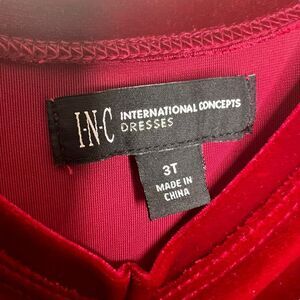 I·N·C INTERNATIONAL CONCEPTS
DRESSES
3T
MADE IN
CHINA